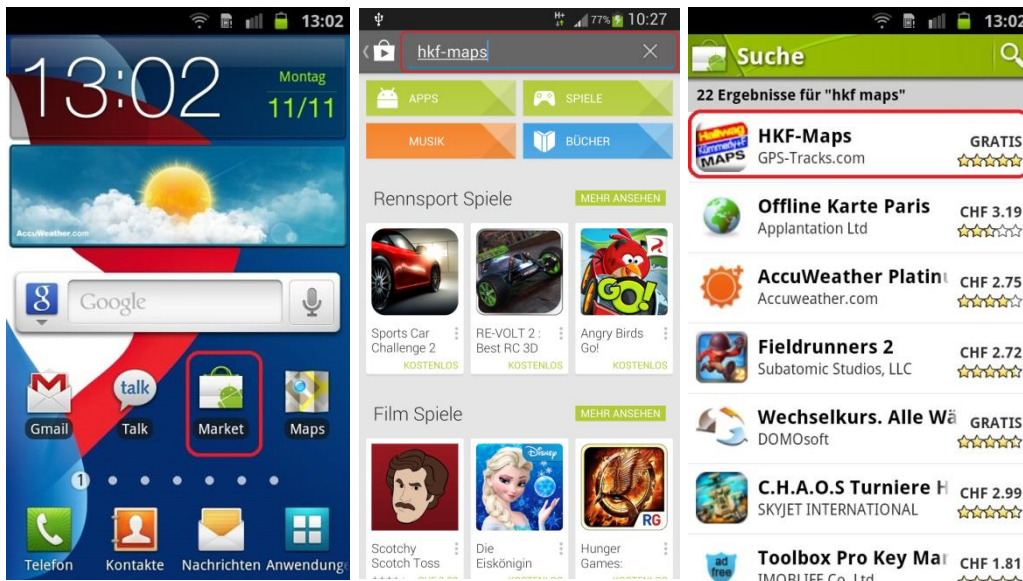 13:02
13:02
Montag
11/11
AccuWeather.com
Google
talk
Gmail
Talk
Market
Maps
1
Telefon
Kontakte
Nachrichten
Anwendung
H+
77%
10:27
hkf-maps
APPS
SPIELE
MUSIK
BÜCHER
Rennsport Spiele
MEHR ANSEHEN
Sports Car
Challenge 2
KOSTENLOS
RE-VOLT 2 :
Best RC 3D
KOSTENLOS
GO!
Angry Birds
Go!
KOSTENLOS
Film Spiele
MEHR ANSEHEN
Disney
RG
Scotchy
Scotch Toss
Die
Eiskönigin
Hunger
Games:
13:02
Suche
22 Ergebnisse für "hkf maps"
Hallwag
Kümmerly+F
MAPS
HKF-Maps
GRATIS
GPS-Tracks.com
Offline Karte Paris
CHF 3.19
Applantation Ltd
AccuWeather Platin
CHF 2.75
Accuweather.com
Fieldrunners 2
CHF 2.72
Subatomic Studios, LLC
Wechselkurs. Alle Wä
GRATIS
DOMOsoft
C.H.A.O.S Turniere H
CHF 2.99
SKYJET INTERNATIONAL
ad
free
Toolbox Pro Key Mar
CHF 1.81